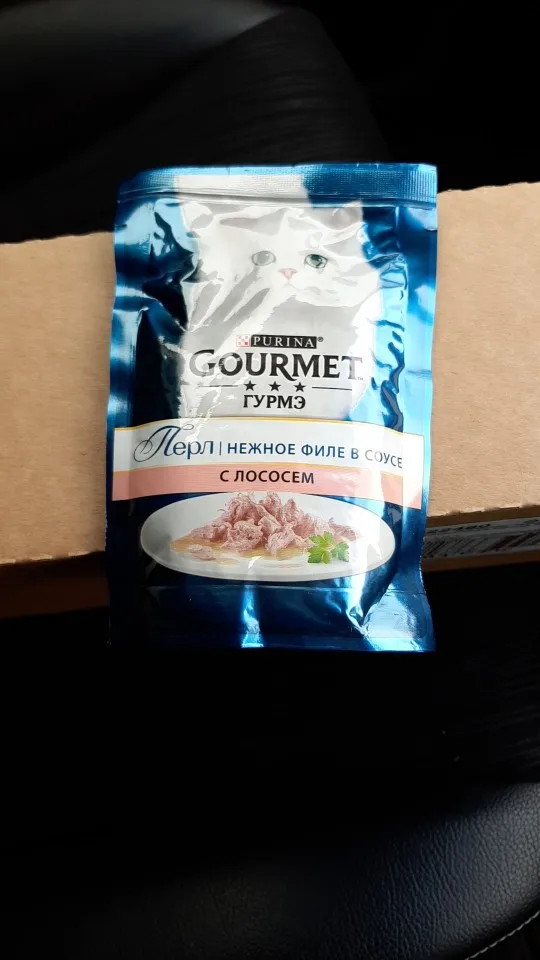 PURINA®
GOURMET
ГУРМЭ
Перл | НЕЖНОЕ ФИЛЕ В СОУСЕ
С ЛОСОСЕМ